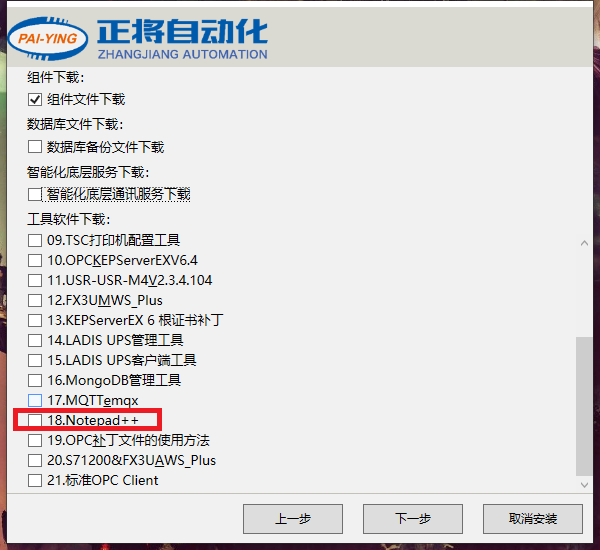 PAI-YING
正将自动化
ZHANGJIANG AUTOMATION
组件下载:
组件文件下载
数据库文件下载:
数据库备份文件下载
智能化底层服务下载:
智能化底层通讯服务下载
工具软件下载:
09.TSC打印机配置工具
10.OPCKEPServerEXV6.4
11.USR-USR-M4V2.3.4.104
12.FX3UMWS_Plus
13.KEPServerEX 6 根证书补丁
14.LADIS UPS管理工具
15.LADIS UPS客户端工具
16.MongoDB管理工具
17.MQTTemqx
18.Notepad++
19.OPC补丁文件的使用方法
20.S71200&FX3UAWS_Plus
21.标准OPC Client
上一步
下一步
取消安装